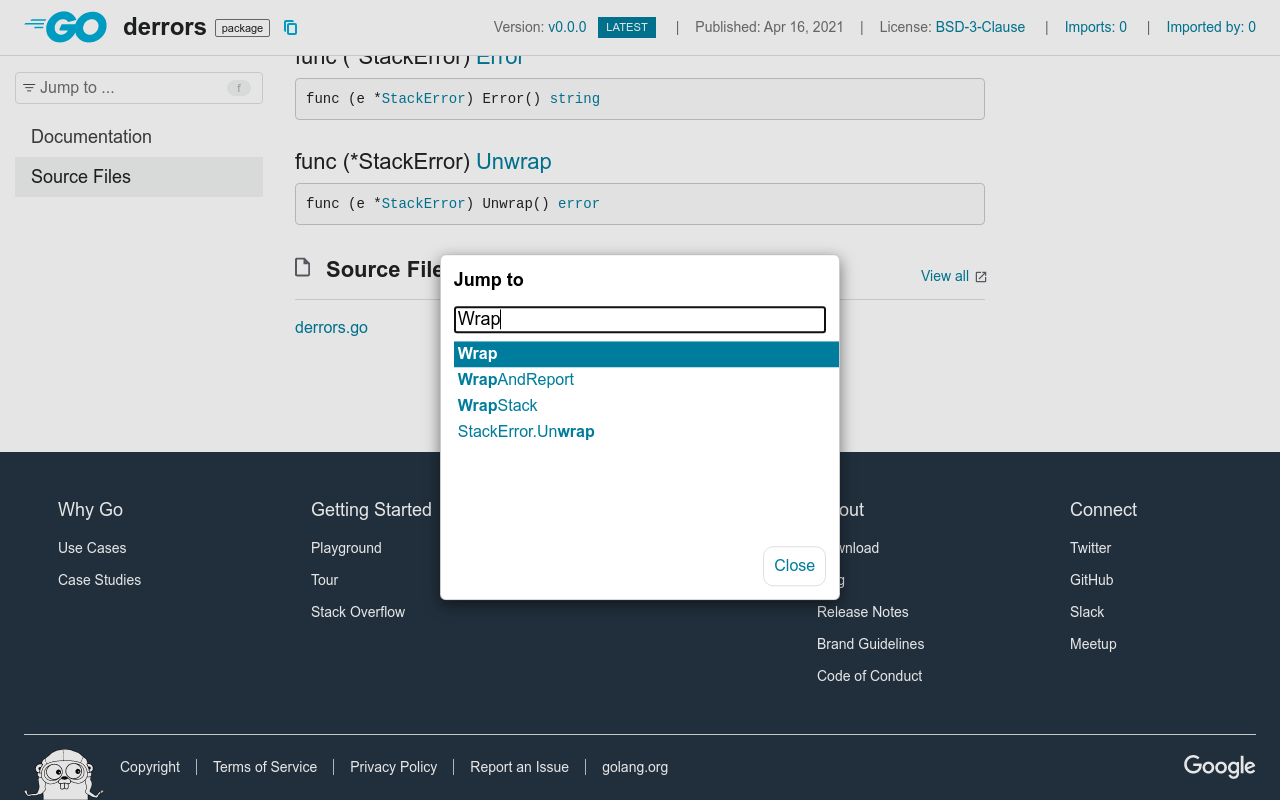 GO derrors package Version: v0.0.0 LATEST | Published: Apr 16, 2021 | License: BSD-3-Clause | Imports: 0 | Imported by: 0
Jump to ... f
Documentation
Source Files
func (*StackError) Error
func (e *StackError) Error() string
func (*StackError) Unwrap
func (e *StackError) Unwrap() error
Source File
View all
derrors.go
Jump to
Wrap
Wrap
WrapAndReport
WrapStack
StackError.Unwrap
Close
Why Go
Use Cases
Case Studies
Getting Started
Playground
Tour
Stack Overflow
out
wnload
g
Release Notes
Brand Guidelines
Code of Conduct
Connect
Twitter
GitHub
Slack
Meetup
Copyright | Terms of Service | Privacy Policy | Report an Issue | golang.org
Google